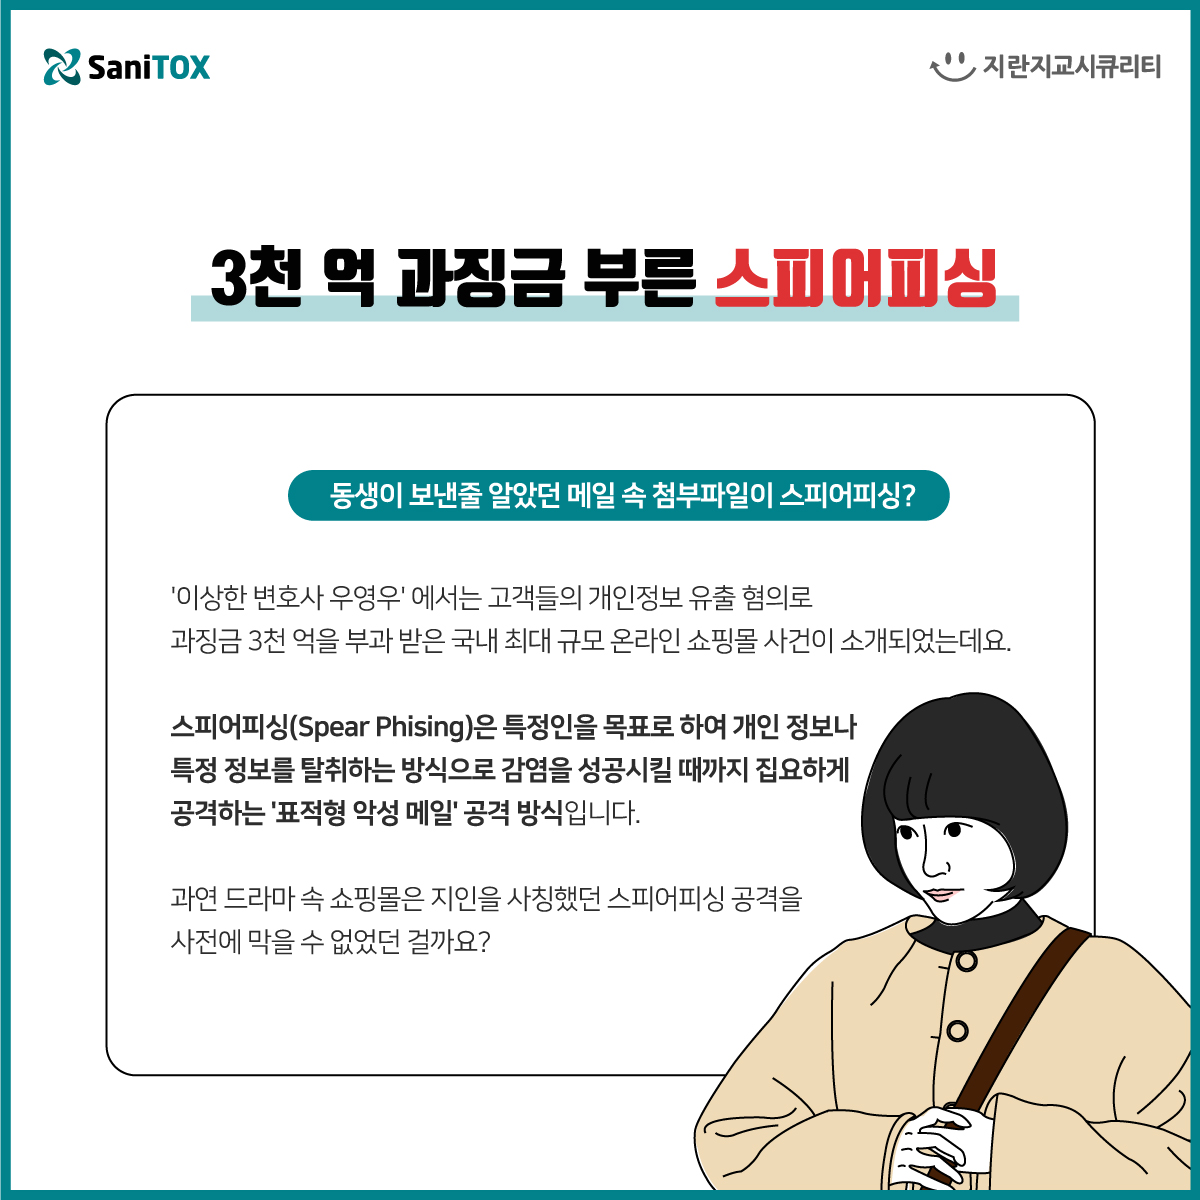 SaniTOX
지란지교시큐리티
3천 억 과징금 부른 스피어피싱
동생이 보낸줄 알았던 메일 속 첨부파일이 스피어피싱?
'이상한 변호사 우영우' 에서는 고객들의 개인정보 유출 혐의로
과징금 3천 억을 부과 받은 국내 최대 규모 온라인 쇼핑몰 사건이 소개되었는데요.
스피어피싱(Spear Phising)은 특정인을 목표로 하여 개인 정보나
특정 정보를 탈취하는 방식으로 감염을 성공시킬 때까지 집요하게
공격하는 '표적형 악성 메일' 공격 방식입니다.
과연 드라마 속 쇼핑몰은 지인을 사칭했던 스피어피싱 공격을
사전에 막을 수 없었던 걸까요?